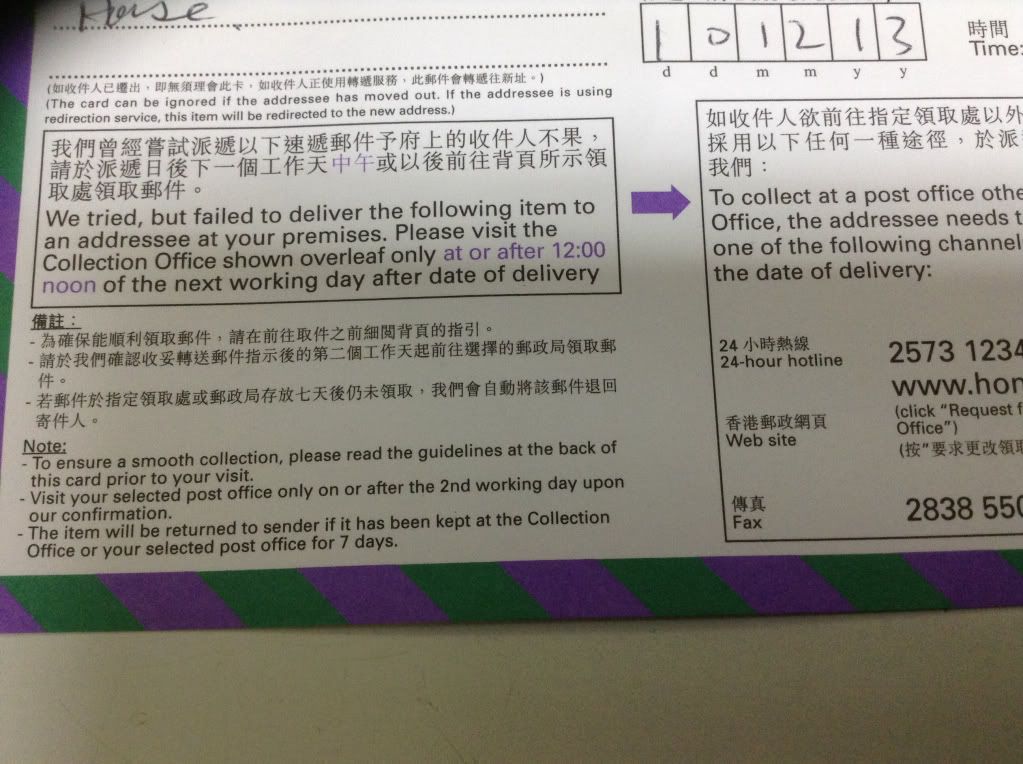 House
1 0 1 2 1 3
d d m m y y
時間
Time:
(如收件人已遷出，即無須理會此卡，如收件人正使用轉遞服務，此郵件會轉遞往新址。)
(The card can be ignored if the addressee has moved out. If the addressee is using
redirection service, this item will be redirected to the new address.)
我們曾經嘗試派遞以下速遞郵件予府上的收件人不果，
請於派遞日後下一個工作天中午或以後前往背頁所示領
取處領取郵件。
We tried, but failed to deliver the following item to
an addressee at your premises. Please visit the
Collection Office shown overleaf only at or after 12:00
noon of the next working day after date of delivery
備註：
- 為確保能順利領取郵件，請在前往取件之前細閲背頁的指引。
- 請於我們確認收妥轉送郵件指示後的第二個工作天起前往選擇的郵政局領取郵
件。
- 若郵件於指定領取處或郵政局存放七天後仍未領取，我們會自動將該郵件退回
寄件人。
Note:
- To ensure a smooth collection, please read the guidelines at the back of
this card prior to your visit.
- Visit your selected post office only on or after the 2nd working day upon
our confirmation.
- The item will be returned to sender if it has been kept at the Collection
Office or your selected post office for 7 days.
如收件人欲前往指定領取處以外
採用以下任何一種途徑，於派
我們：
To collect at a post office othe
Office, the addressee needs t
one of the following channel
the date of delivery:
24 小時熱線
24-hour hotline
2573 1234
www.hon
(click "Request f
Office")
香港郵政網頁
Web site
(按"要求更改領取
傳真
Fax
2838 550